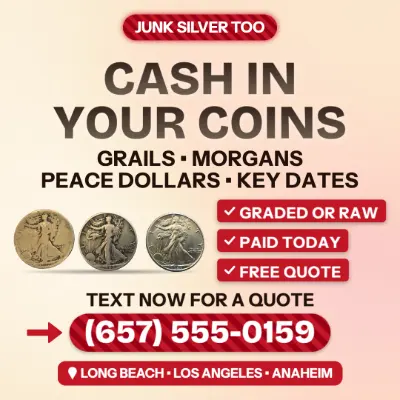 JUNK SILVER TOO
CASH IN
YOUR COINS
GRAILS ▪ MORGANS
PEACE DOLLARS ▪ KEY DATES
✓ GRADED OR RAW
✓ PAID TODAY
✓ FREE QUOTE
TEXT NOW FOR A QUOTE
(657) 555-0159
LONG BEACH ▪ LOS ANGELES ▪ ANAHEIM